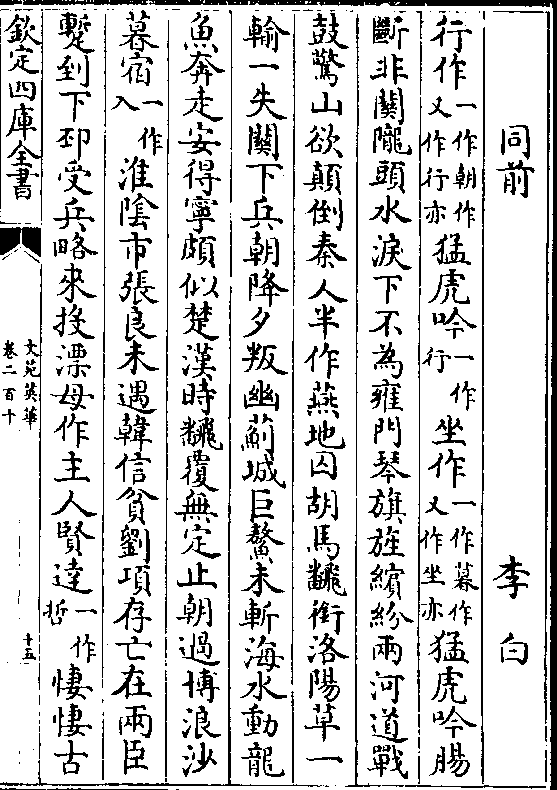 同前 李白
行作一作朝作又作行亦猛虎吟一作行坐作一作暮作又作坐亦猛虎吟腸
斷非關隴頭水淚下不為雍門琴旗旌繽紛兩河道戰
鼓驚山欲顛倒秦人半作燕地囚胡馬飜銜洛陽草一
輸一失關下兵朝降夕叛幽薊城巨鼇未斬海水動龍
魚奔走安得寧頗似楚漢時飜覆無定止朝過博浪沙
暮宿一作入淮陰市張良未遇韓信貧劉項存亡在兩臣
蹔到下邳受兵略來投漂母作主人賢達一作哲悽悽古
欽定四庫全書
文苑英華
卷二百十
十五